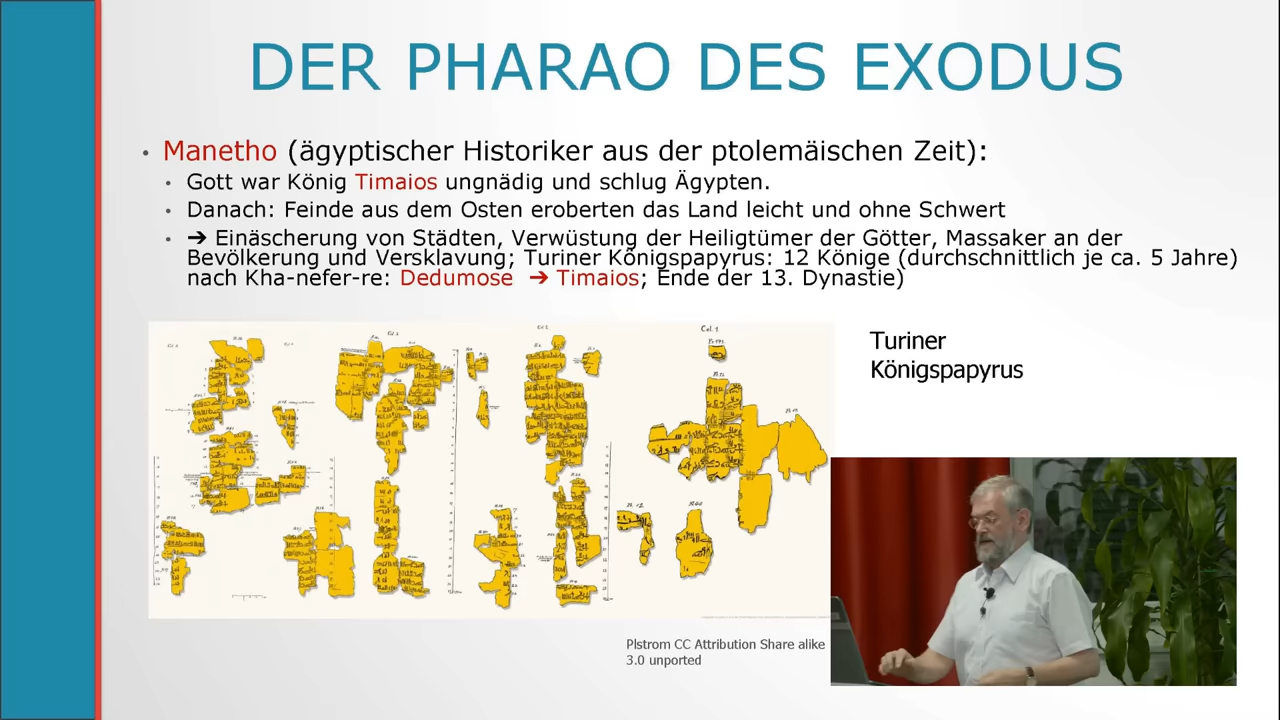 DER PHARAO DES EXODUS
• Manetho (ägyptischer Historiker aus der ptolemäischen Zeit):
• Gott war König Timaios ungnädig und schlug Ägypten.
• Danach: Feinde aus dem Osten eroberten das Land leicht und ohne Schwert
• ➔ Einäscherung von Städten, Verwüstung der Heiligtümer der Götter, Massaker an der
Bevölkerung und Versklavung; Turiner Königspapyrus: 12 Könige (durchschnittlich je ca. 5 Jahre)
nach Kha-nefer-re: Dedumose ➔ Timaios; Ende der 13. Dynastie)
Col. 1
Turiner
Königspapyrus
Plstrom CC Attribution Share alike
3.0 unported